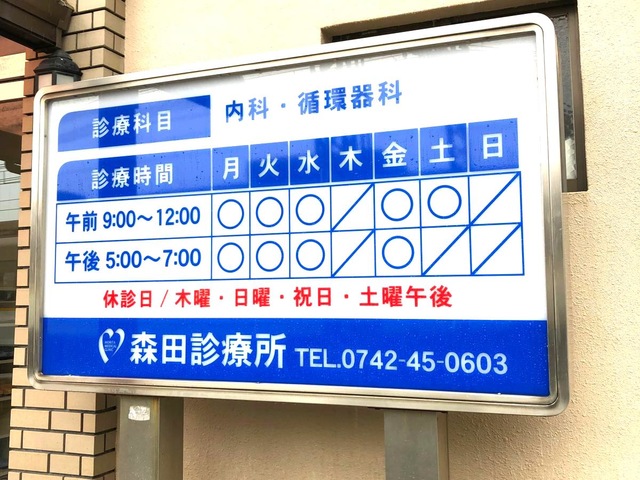 診療科目 内科・循環器科
診療時間 月 火 水 木 金 土 日
午前 9:00～12:00 ○ ○ ○ ／ ○ ○ ／
午後 5:00～7:00 ○ ○ ○ ／ ○ ／ ／
休診日 / 木曜・日曜・祝日・土曜午後
森田診療所 TEL.0742-45-0603